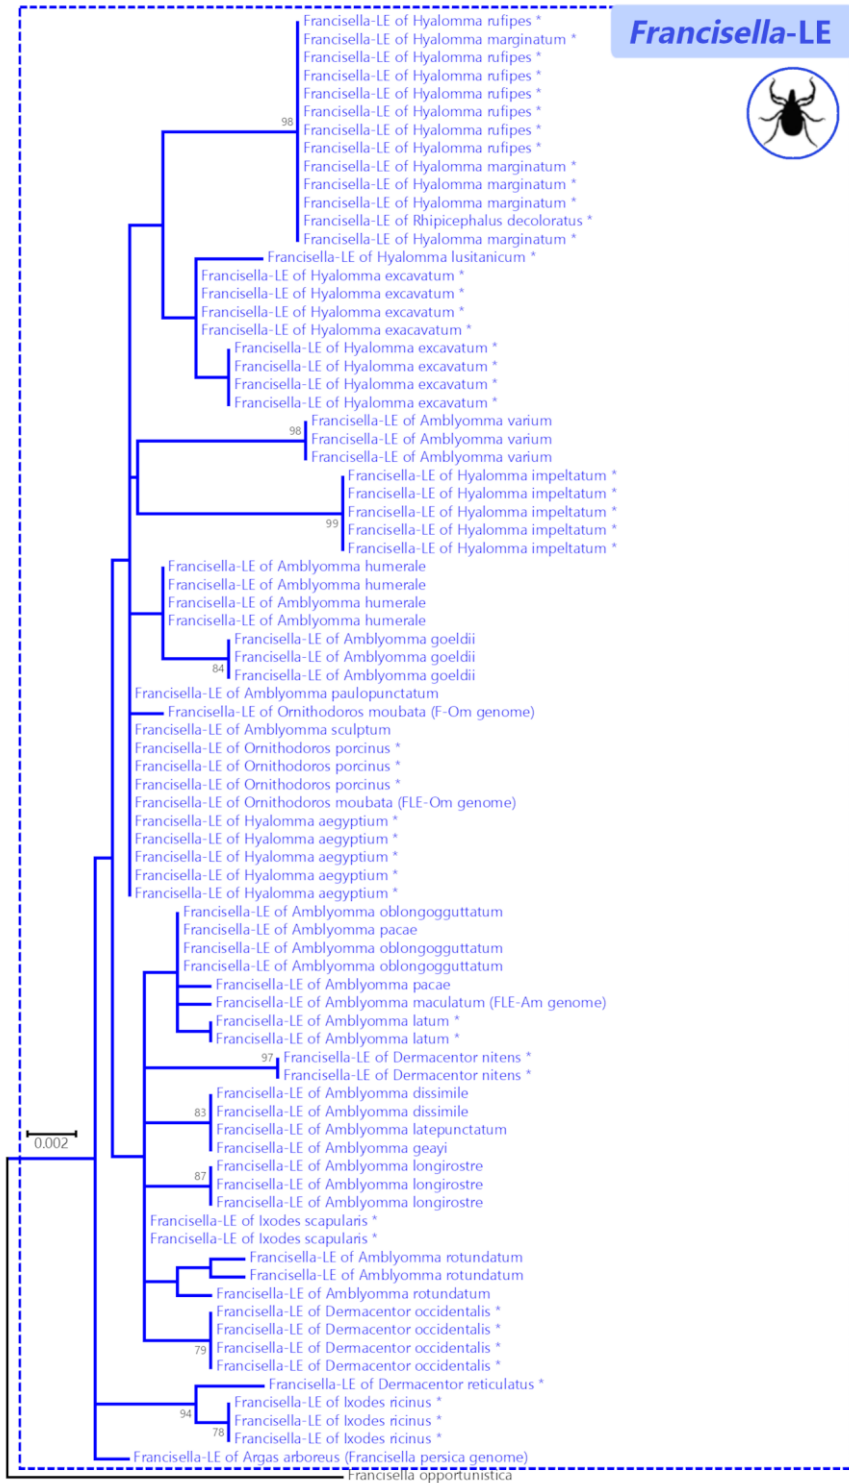 Francisella-LE
Francisella-LE of Hyalomma rufipes *
Francisella-LE of Hyalomma marginatum *
Francisella-LE of Hyalomma rufipes *
Francisella-LE of Hyalomma rufipes *
Francisella-LE of Hyalomma rufipes *
Francisella-LE of Hyalomma rufipes *
98
Francisella-LE of Hyalomma rufipes *
Francisella-LE of Hyalomma rufipes *
Francisella-LE of Hyalomma marginatum *
Francisella-LE of Hyalomma marginatum *
Francisella-LE of Hyalomma marginatum *
Francisella-LE of Rhipicephalus decoloratus *
Francisella-LE of Hyalomma marginatum *
Francisella-LE of Hyalomma lusitanicum *
Francisella-LE of Hyalomma excavatum *
Francisella-LE of Hyalomma excavatum *
Francisella-LE of Hyalomma excavatum *
Francisella-LE of Hyalomma exacavatum *
Francisella-LE of Hyalomma excavatum *
Francisella-LE of Hyalomma excavatum *
Francisella-LE of Hyalomma excavatum *
Francisella-LE of Hyalomma excavatum *
Francisella-LE of Amblyomma varium
98
Francisella-LE of Amblyomma varium
Francisella-LE of Amblyomma varium
Francisella-LE of Hyalomma impeltatum *
Francisella-LE of Hyalomma impeltatum *
Francisella-LE of Hyalomma impeltatum *
99
Francisella-LE of Hyalomma impeltatum *
Francisella-LE of Hyalomma impeltatum *
Francisella-LE of Amblyomma humerale
Francisella-LE of Amblyomma humerale
Francisella-LE of Amblyomma humerale
Francisella-LE of Amblyomma humerale
Francisella-LE of Amblyomma goeldii
Francisella-LE of Amblyomma goeldii
84
Francisella-LE of Amblyomma goeldii
Francisella-LE of Amblyomma paulopunctatum
Francisella-LE of Ornithodoros moubata (F-Om genome)
Francisella-LE of Amblyomma sculptum
Francisella-LE of Ornithodoros porcinus *
Francisella-LE of Ornithodoros porcinus *
Francisella-LE of Ornithodoros porcinus *
Francisella-LE of Ornithodoros moubata (FLE-Om genome)
Francisella-LE of Hyalomma aegyptium *
Francisella-LE of Hyalomma aegyptium *
Francisella-LE of Hyalomma aegyptium *
Francisella-LE of Hyalomma aegyptium *
Francisella-LE of Hyalomma aegyptium *
Francisella-LE of Amblyomma oblongogguttatum
Francisella-LE of Amblyomma pacae
Francisella-LE of Amblyomma oblongogguttatum
Francisella-LE of Amblyomma oblongogguttatum
Francisella-LE of Amblyomma pacae
Francisella-LE of Amblyomma maculatum (FLE-Am genome)
Francisella-LE of Amblyomma latum *
Francisella-LE of Amblyomma latum *
97
Francisella-LE of Dermacentor nitens *
Francisella-LE of Dermacentor nitens *
Francisella-LE of Amblyomma dissimile
83
Francisella-LE of Amblyomma dissimile
Francisella-LE of Amblyomma latepunctatum
0.002
Francisella-LE of Amblyomma geayi
Francisella-LE of Amblyomma longirostre
87
Francisella-LE of Amblyomma longirostre
Francisella-LE of Amblyomma longirostre
Francisella-LE of Ixodes scapularis *
Francisella-LE of Ixodes scapularis *
Francisella-LE of Amblyomma rotundatum
Francisella-LE of Amblyomma rotundatum
Francisella-LE of Amblyomma rotundatum
Francisella-LE of Dermacentor occidentalis *
Francisella-LE of Dermacentor occidentalis *
Francisella-LE of Dermacentor occidentalis *
79
Francisella-LE of Dermacentor occidentalis *
Francisella-LE of Dermacentor reticulatus *
Francisella-LE of Ixodes ricinus *
94
Francisella-LE of Ixodes ricinus *
78
Francisella-LE of Ixodes ricinus *
Francisella-LE of Argas arboreus (Francisella persica genome)
Francisella opportunistica